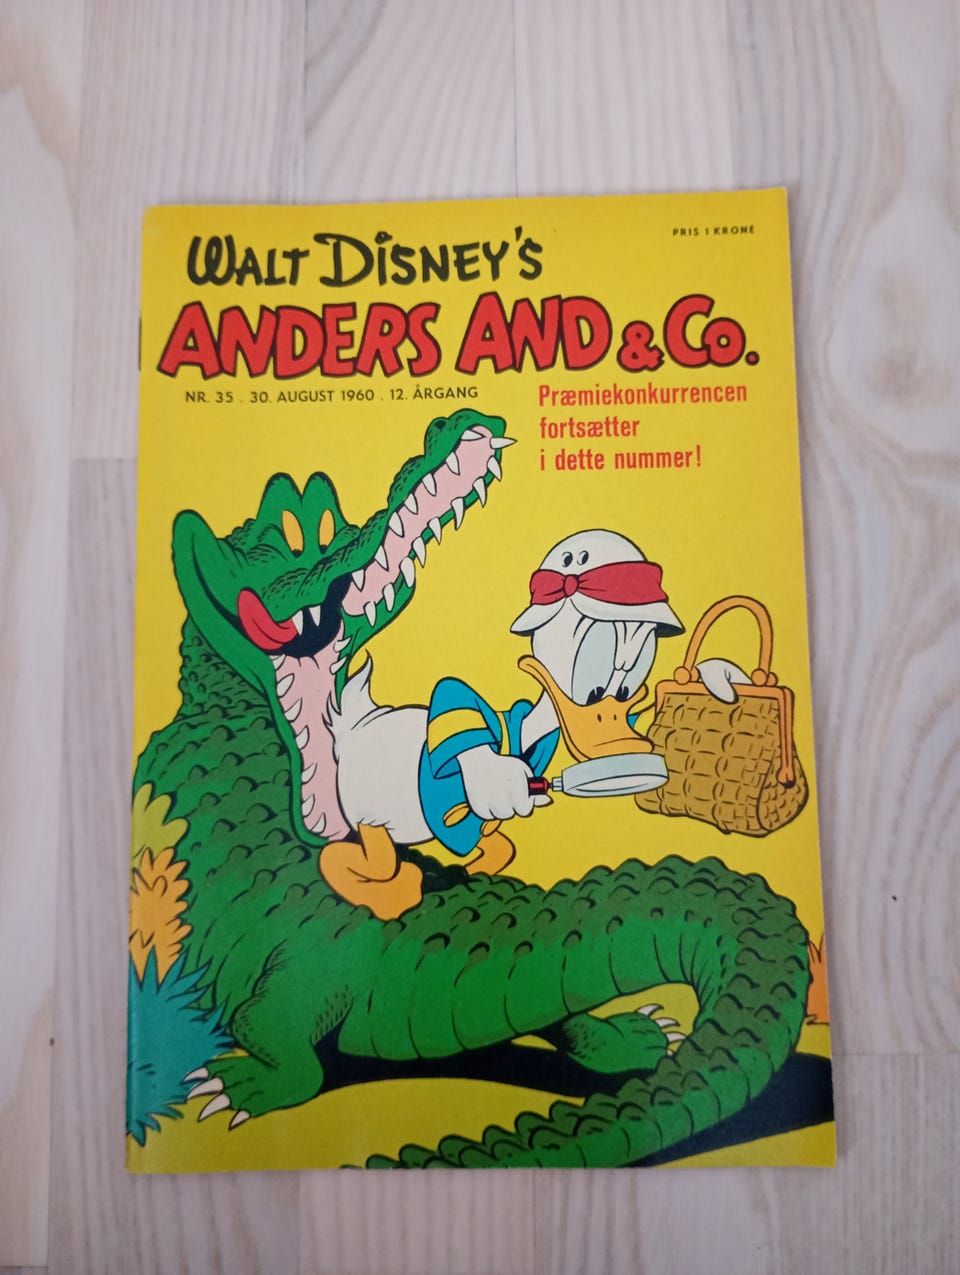 PRIS 1 KRONE
WALT DISNEY'S
ANDERS AND & Co.
NR. 35 . 30. AUGUST 1960 . 12. ÅRGANG
Præmiekonkurrencen
fortsætter
i dette nummer!